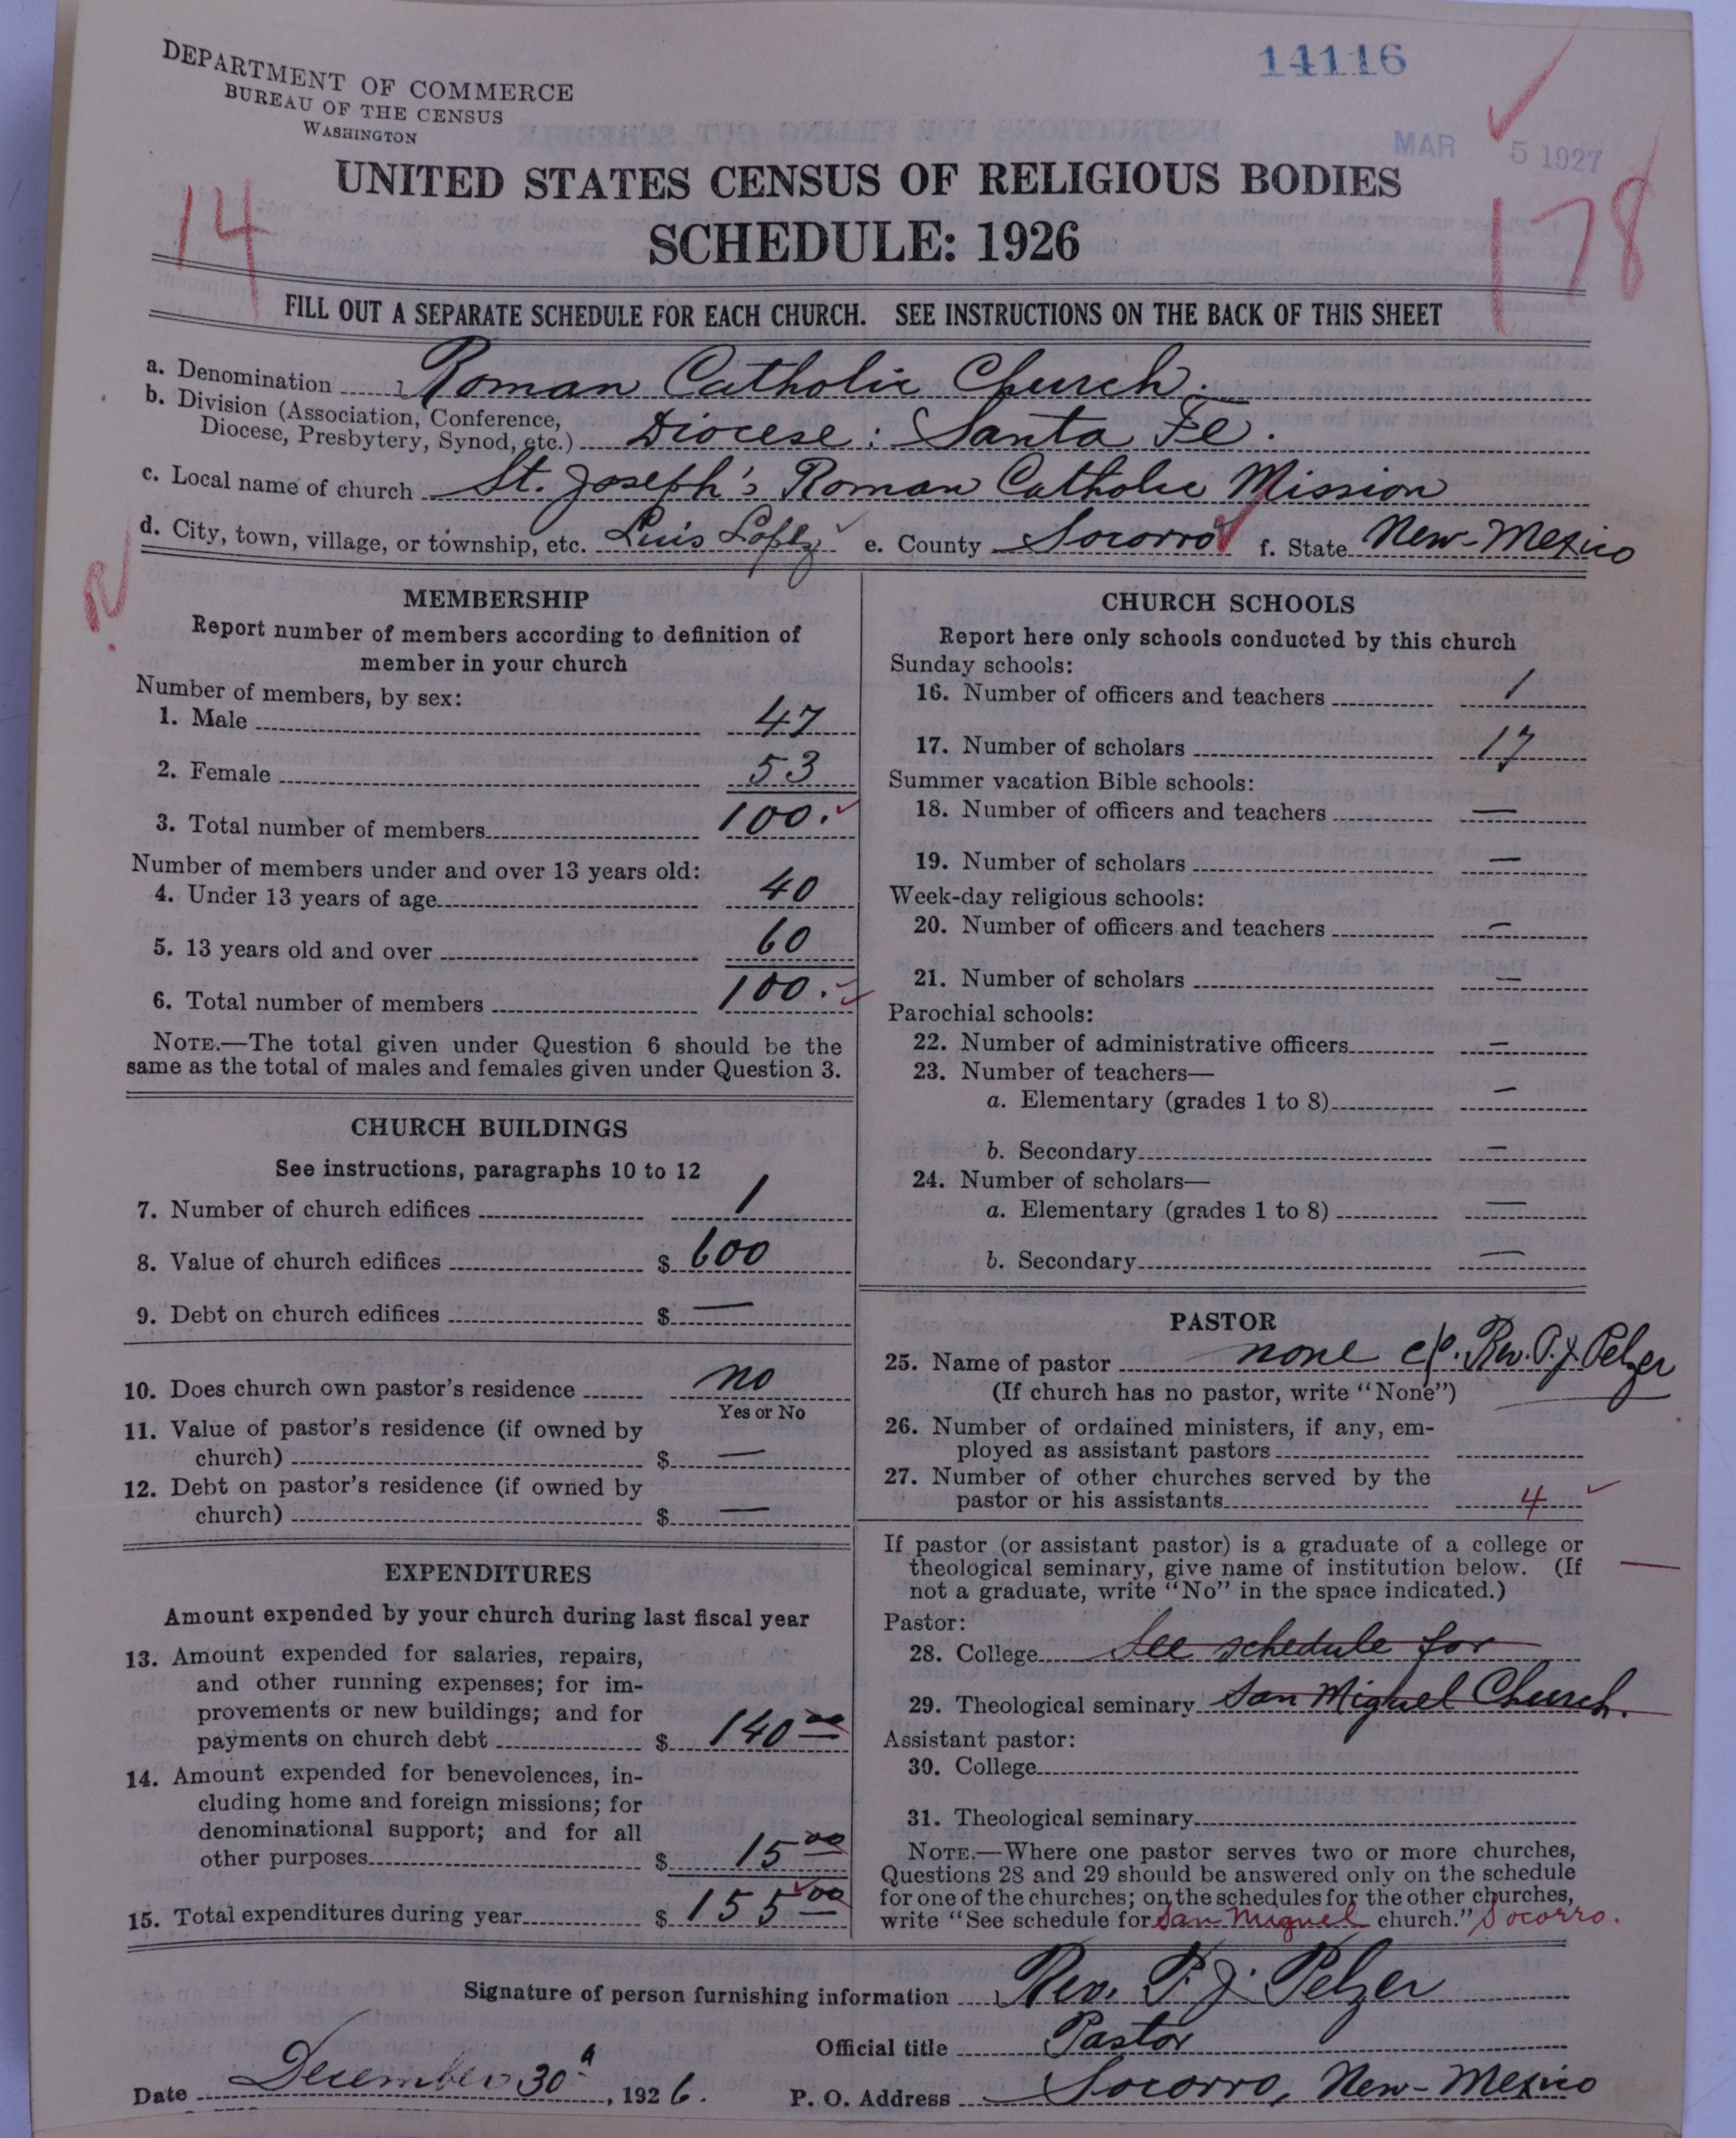 14116
DEPARTMENT OF COMMERCE
BUREAU OF THE CENSUS
WASHINGTON
MAR 5 1927
UNITED STATES CENSUS OF RELIGIOUS BODIES
14
SCHEDULE: 1926
178
FILL OUT A SEPARATE SCHEDULE FOR EACH CHURCH. SEE INSTRUCTIONS ON THE BACK OF THIS SHEET
a. Denomination Roman Catholic Church.
b. Division (Association, Conference,
Diocese, Presbytery, Synod, etc.) Diocese: Santa Fe.
c. Local name of church St. Joseph's Roman Catholic Mission
d. City, town, village, or township, etc. Luis Lopez e. County Socorro f. State New-Mexico
MEMBERSHIP
Report number of members according to definition of
member in your church
Number of members, by sex:
1. Male 47
2. Female 53
3. Total number of members 100.
Number of members under and over 13 years old:
4. Under 13 years of age 40
5. 13 years old and over 60
6. Total number of members 100.
NOTE.—The total given under Question 6 should be the
same as the total of males and females given under Question 3.
CHURCH BUILDINGS
See instructions, paragraphs 10 to 12
7. Number of church edifices 1
8. Value of church edifices $ 600
9. Debt on church edifices $ —
10. Does church own pastor's residence no
Yes or No
11. Value of pastor's residence (if owned by
church) $ —
12. Debt on pastor's residence (if owned by
church) $ —
EXPENDITURES
Amount expended by your church during last fiscal year
13. Amount expended for salaries, repairs,
and other running expenses; for im-
provements or new buildings; and for
payments on church debt $ 140 00
14. Amount expended for benevolences, in-
cluding home and foreign missions; for
denominational support; and for all
other purposes $ 15 00
15. Total expenditures during year $ 155 00
CHURCH SCHOOLS
Report here only schools conducted by this church
Sunday schools:
16. Number of officers and teachers 1
17. Number of scholars 17
Summer vacation Bible schools:
18. Number of officers and teachers —
19. Number of scholars —
Week-day religious schools:
20. Number of officers and teachers —
21. Number of scholars —
Parochial schools:
22. Number of administrative officers —
23. Number of teachers—
a. Elementary (grades 1 to 8) —
b. Secondary —
24. Number of scholars—
a. Elementary (grades 1 to 8) —
b. Secondary —
PASTOR
25. Name of pastor none c/o. Rev. P. J. Pelzer
(If church has no pastor, write "None")
26. Number of ordained ministers, if any, em-
ployed as assistant pastors
27. Number of other churches served by the
pastor or his assistants 4
If pastor (or assistant pastor) is a graduate of a college or
theological seminary, give name of institution below. (If
not a graduate, write "No" in the space indicated.)
Pastor:
28. College See schedule for
29. Theological seminary San Miguel Church.
Assistant pastor:
30. College
31. Theological seminary
NOTE.—Where one pastor serves two or more churches,
Questions 28 and 29 should be answered only on the schedule
for one of the churches; on the schedules for the other churches,
write "See schedule for San Miguel church." Socorro.
Signature of person furnishing information Rev. P. J. Pelzer
Official title Pastor
Date December 30, 1926. P. O. Address Socorro, New-Mexico